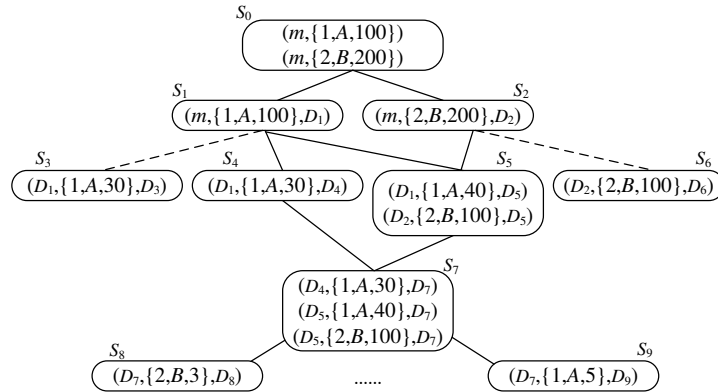 S₀
(m,{1,A,100})
(m,{2,B,200})
S₁
S₂
(m,{1,A,100},D₁)
(m,{2,B,200},D₂)
S₃
S₄
S₅
S₆
(D₁,{1,A,30},D₃)
(D₁,{1,A,30},D₄)
(D₁,{1,A,40},D₅)
(D₂,{2,B,100},D₅)
(D₂,{2,B,100},D₆)
S₇
(D₄,{1,A,30},D₇)
(D₅,{1,A,40},D₇)
(D₅,{2,B,100},D₇)
S₈
S₉
(D₇,{2,B,3},D₈)
......
(D₇,{1,A,5},D₉)